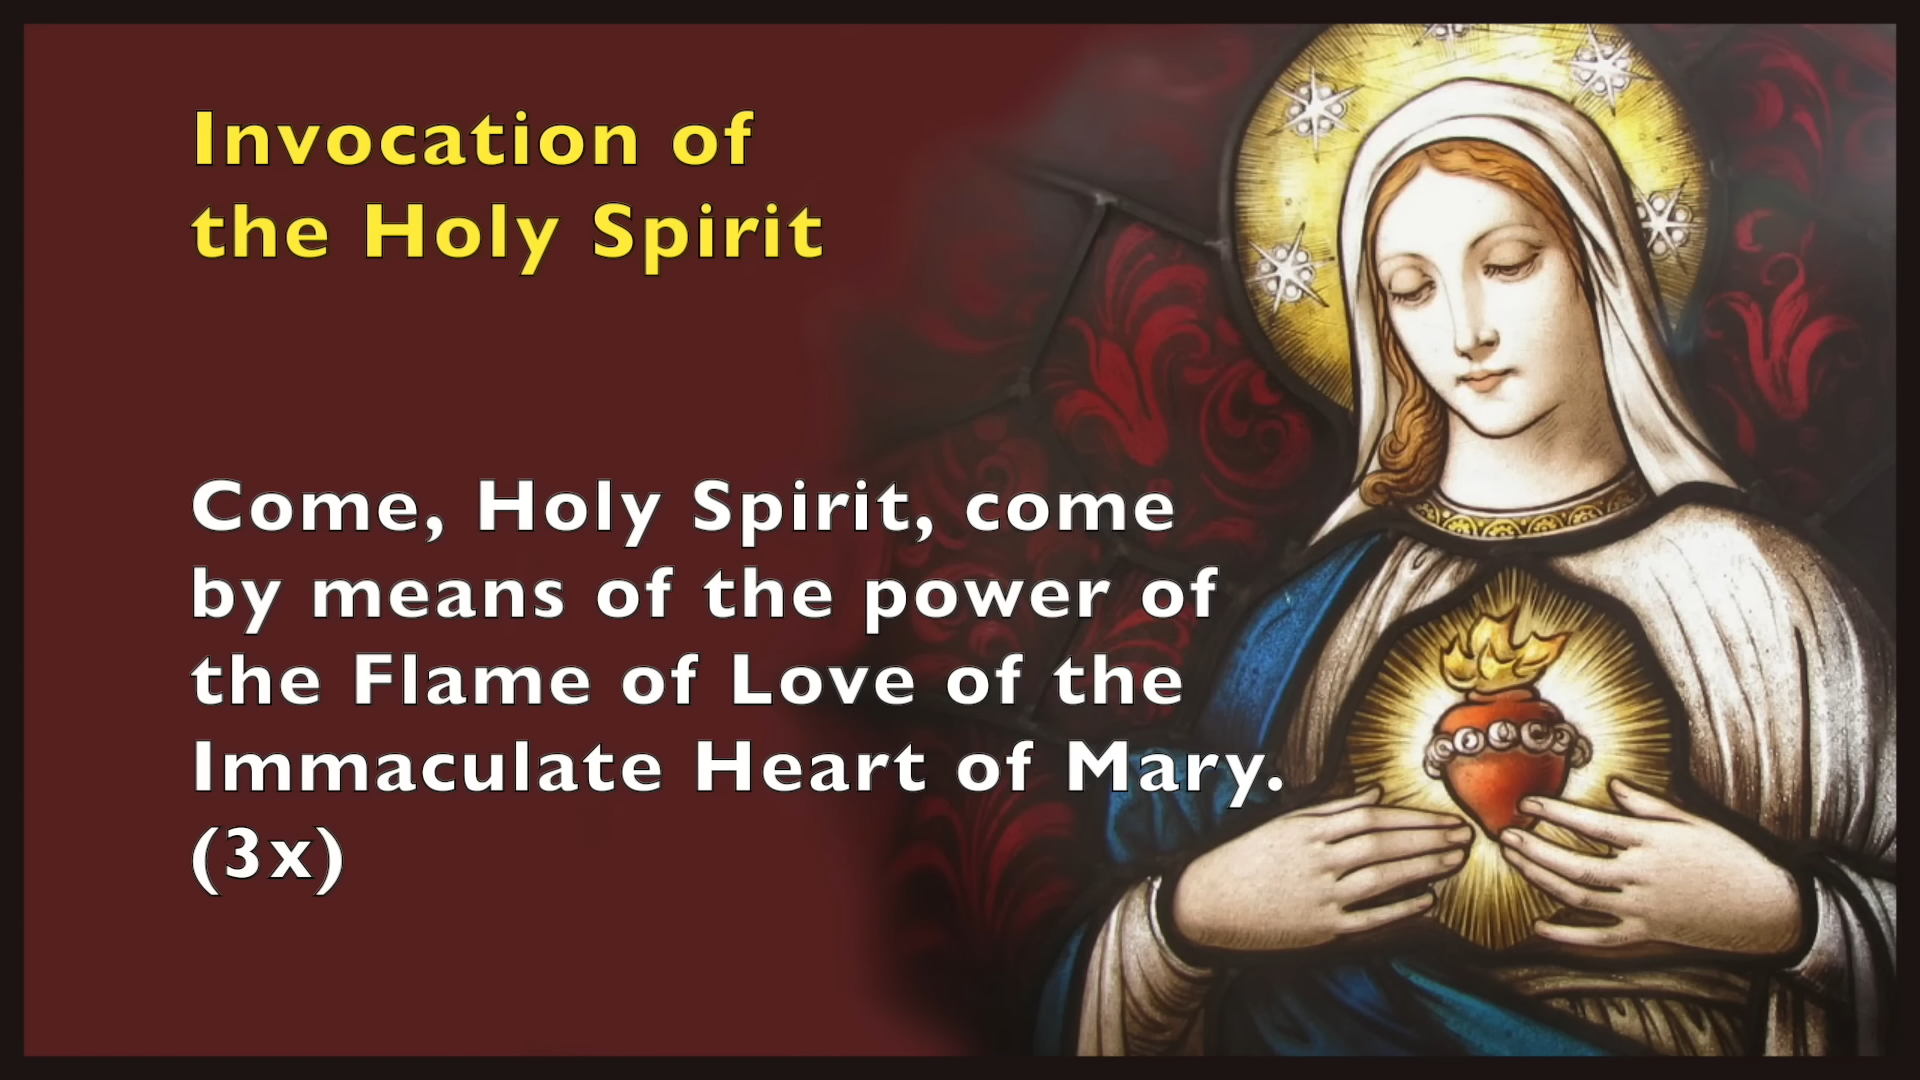 Invocation of
the Holy Spirit
Come, Holy Spirit, come
by means of the power of
the Flame of Love of the
Immaculate Heart of Mary.
(3x)